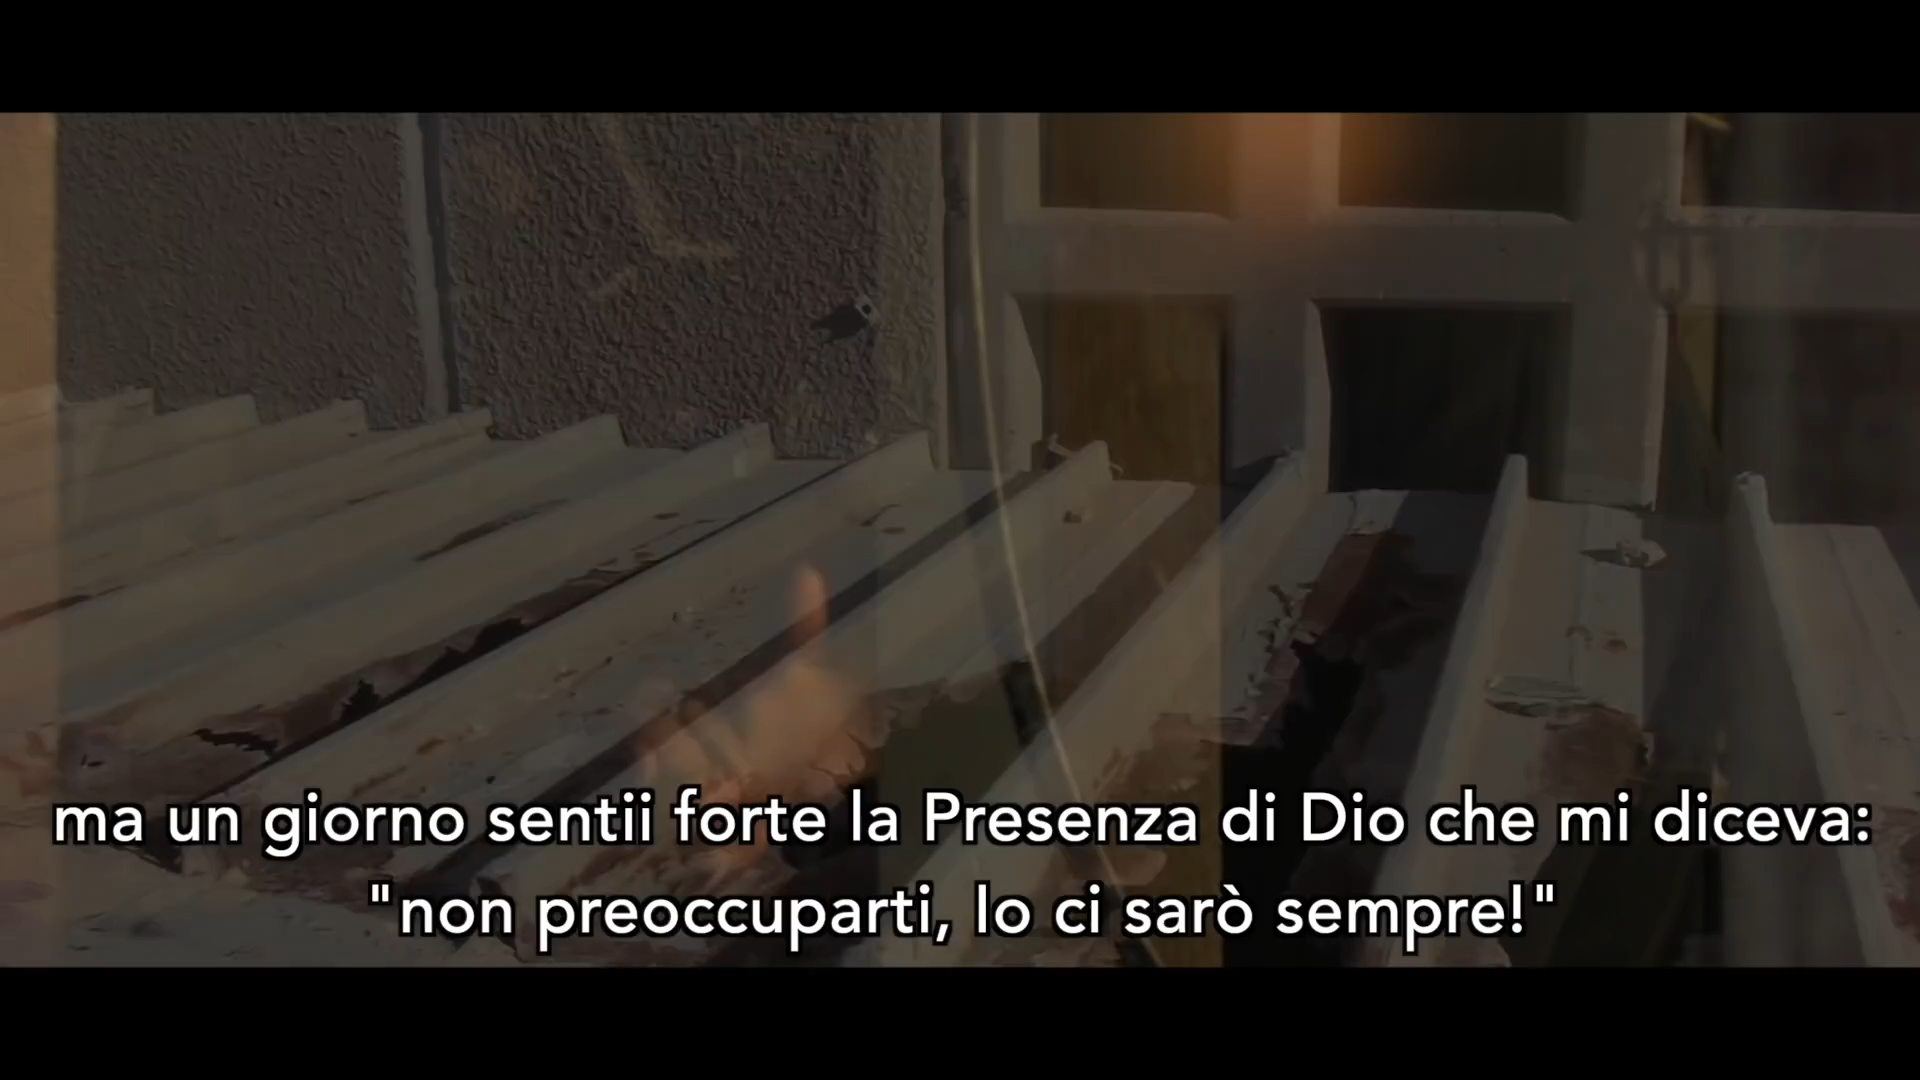 ma un giorno sentii forte la Presenza di Dio che mi diceva:
"non preoccuparti, Io ci sarò sempre!"